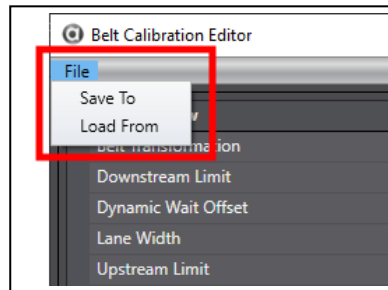 Belt Calibration Editor
File
Save To
Load From
Belt Transformation
Downstream Limit
Dynamic Wait Offset
Lane Width
Upstream Limit